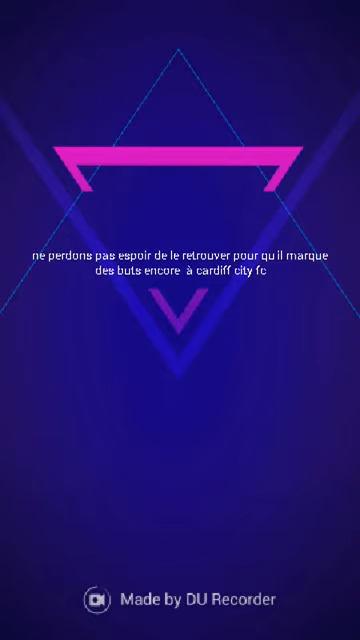 ne perdons pas espoir de le retrouver pour qu il marque
des buts encore à cardiff city fc
Made by DU Recorder